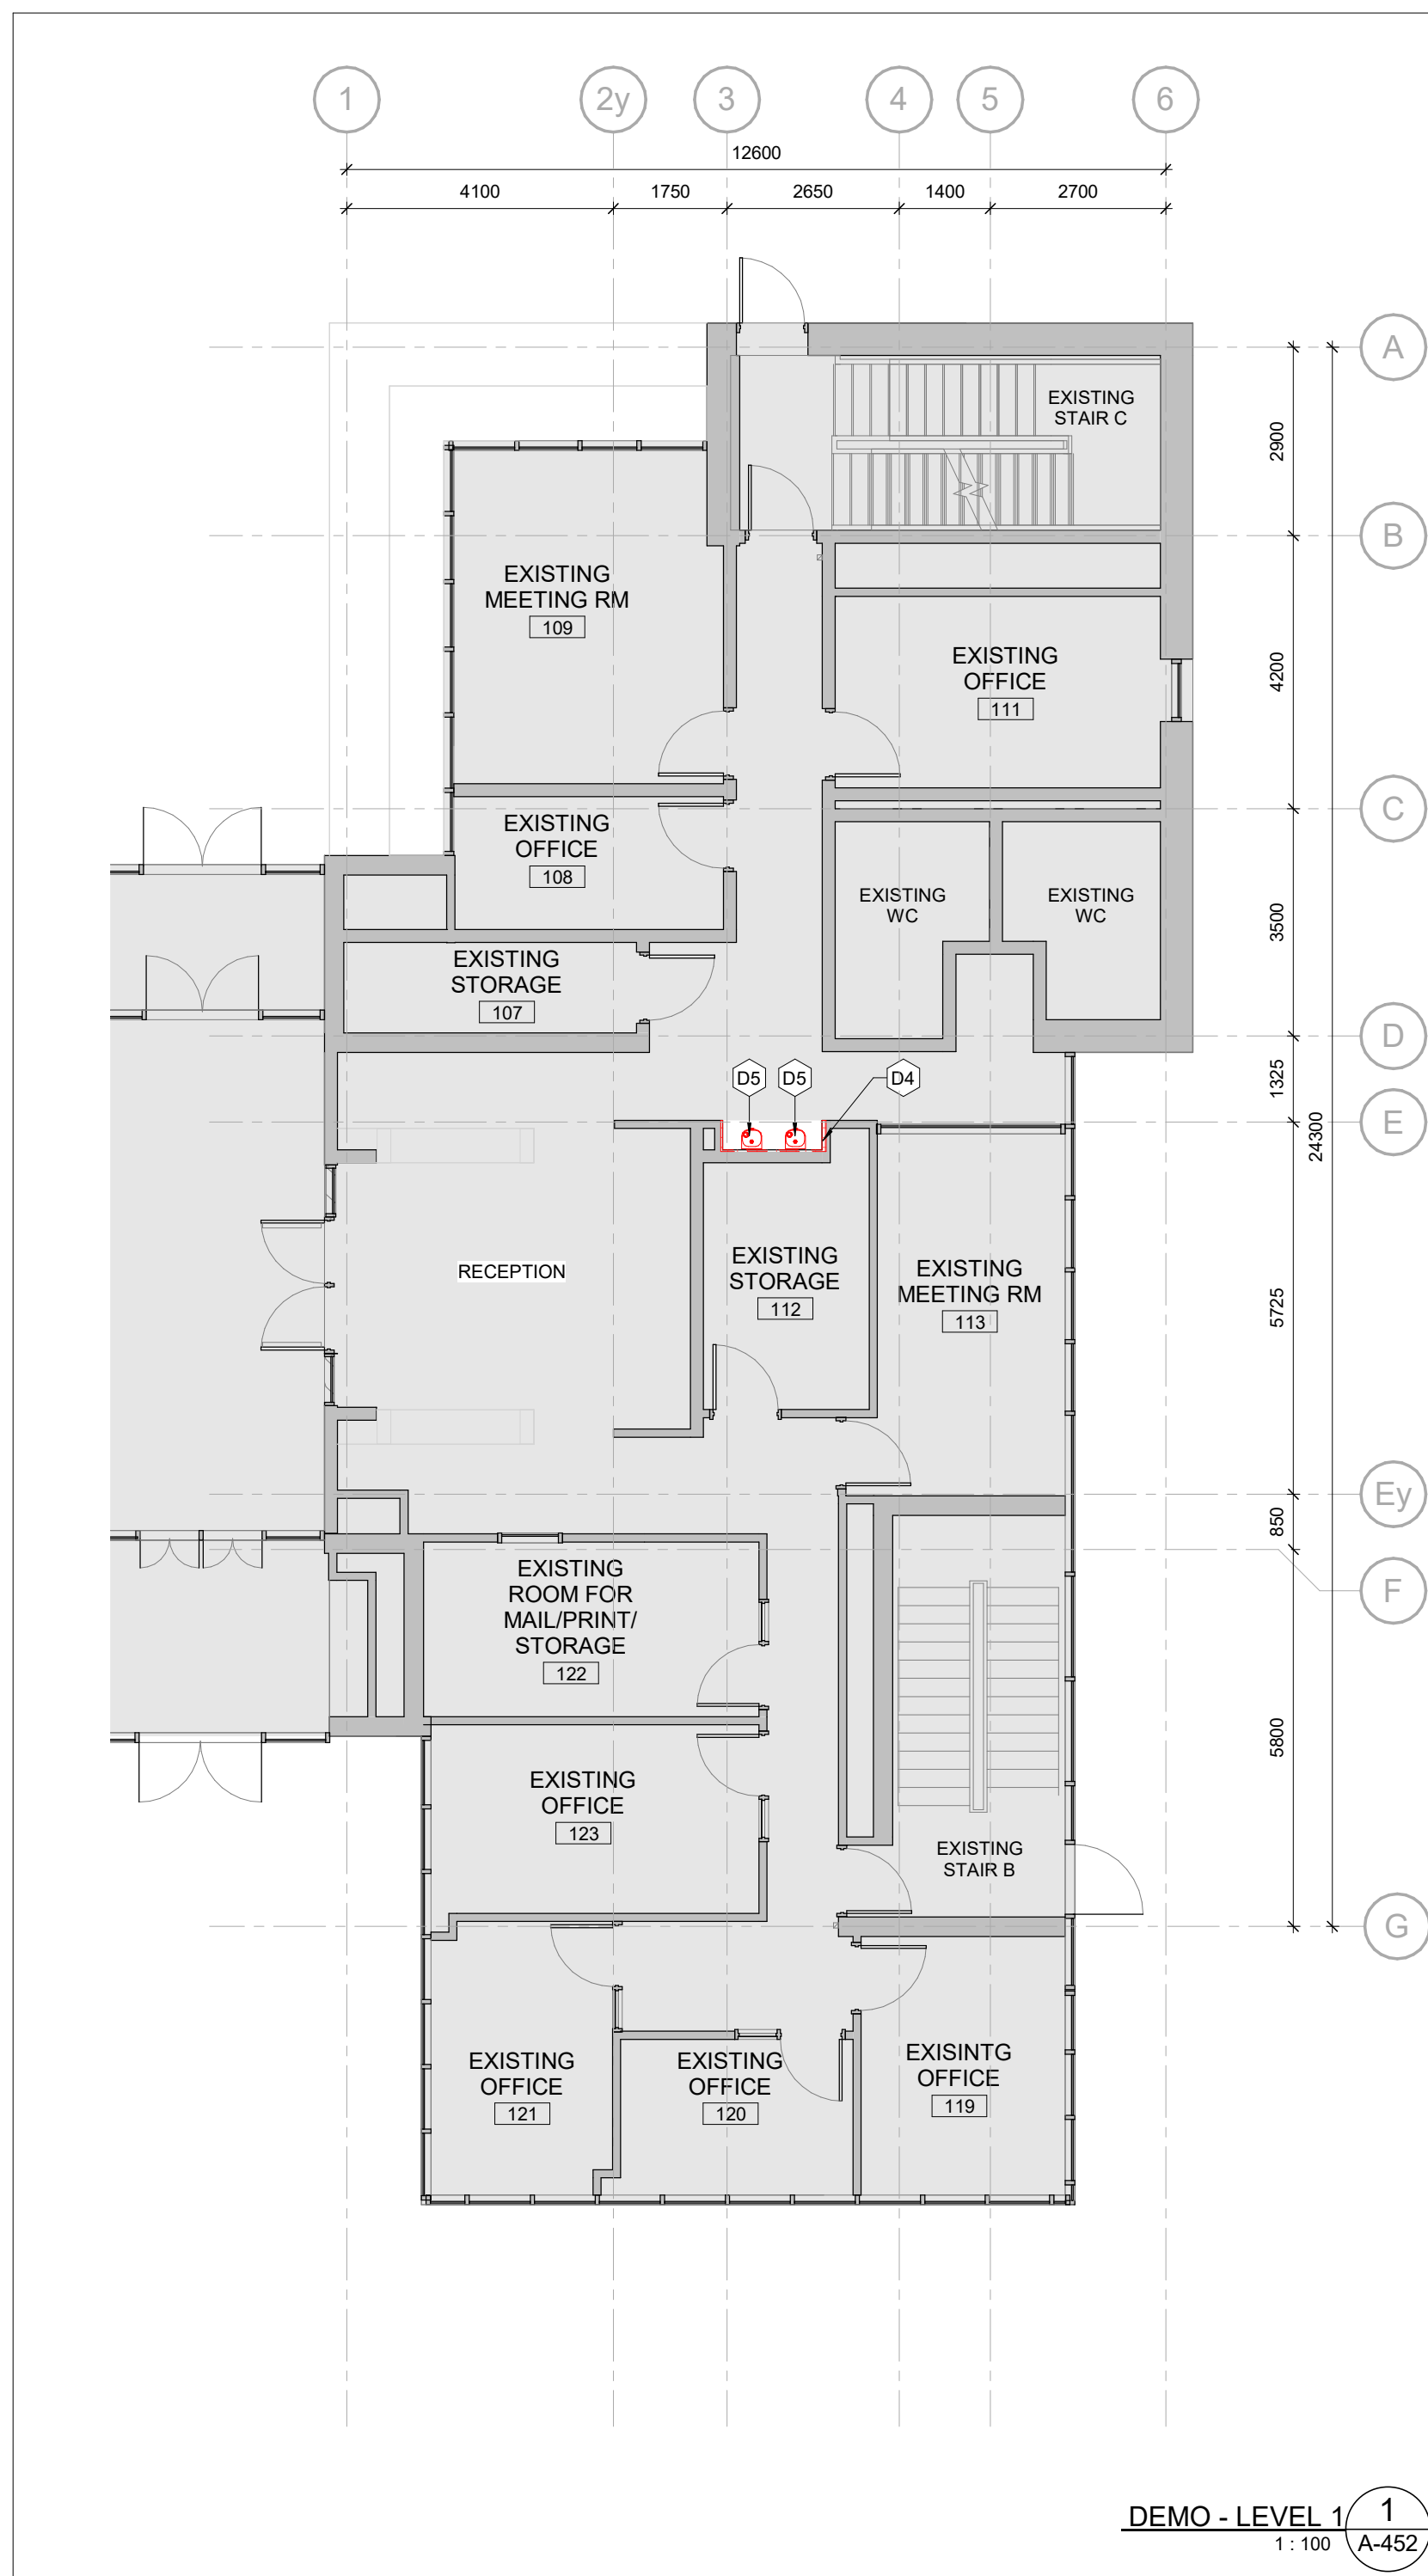 1 2y 3 4 5 6
12600
4100 1750 2650 1400 2700
A
EXISTING
STAIR C
2900
B
EXISTING
MEETING RM
109
EXISTING
OFFICE
111
4200
C
EXISTING
OFFICE
108
EXISTING
WC
EXISTING
WC
3500
EXISTING
STORAGE
107
D
D5 D5 D4
1325
E
24300
RECEPTION
EXISTING
STORAGE
112
EXISTING
MEETING RM
113
5725
Ey
850
F
EXISTING
ROOM FOR
MAIL/PRINT/
STORAGE
122
EXISTING
OFFICE
123
5800
EXISTING
STAIR B
G
EXISTING
OFFICE
121
EXISTING
OFFICE
120
EXISINTG
OFFICE
119
DEMO - LEVEL 1
1 : 100
1
A-452